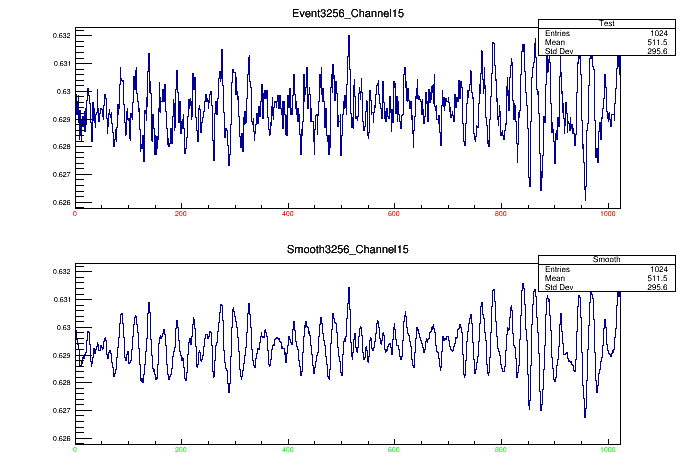 Event3256_Channel15
Test
Entries 1024
Mean 511.5
Std Dev 295.6
0.632
0.631
0.63
0.629
0.628
0.627
0.626
0 200 400 600 800 1000
Smooth3256_Channel15
Smooth
Entries 1024
Mean 511.5
Std Dev 295.6
0.632
0.631
0.63
0.629
0.628
0.627
0.626
0 200 400 600 800 1000